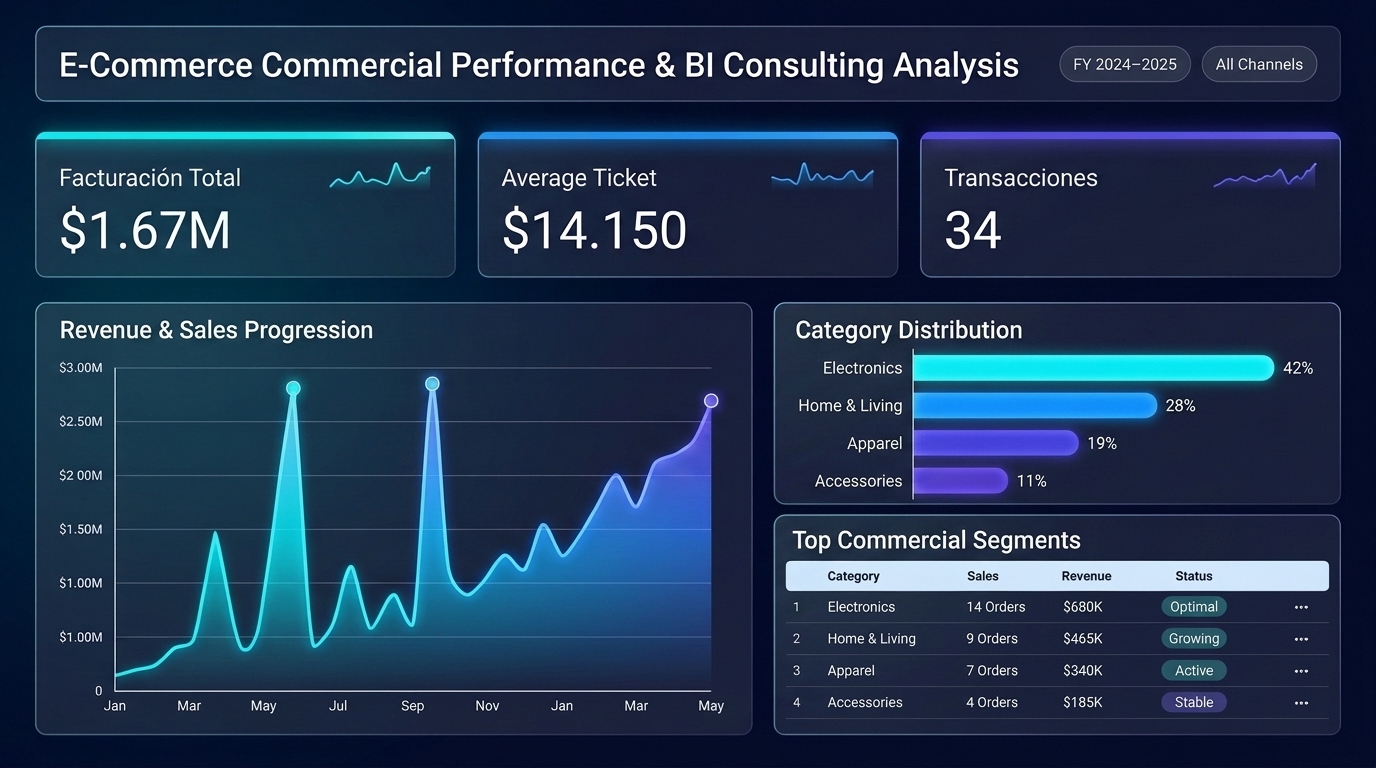 E-Commerce Commercial Performance & BI Consulting Analysis
FY 2024–2025
All Channels
Facturación Total
$1.67M
Average Ticket
$14.150
Transacciones
34
Revenue & Sales Progression
$3.00M
$2.50M
$2 00M
$1.50M
$1.00M
$1.00M
0
Jan Mar May Jul Sep Nov Jan Mar May
Category Distribution
Electronics 42%
Home & Living 28%
Apparel 19%
Accessories 11%
Top Commercial Segments
Category Sales Revenue Status
1 Electronics 14 Orders $680K Optimal
2 Home & Living 9 Orders $465K Growing
3 Apparel 7 Orders $340K Active
4 Accessories 4 Orders $185K Stable